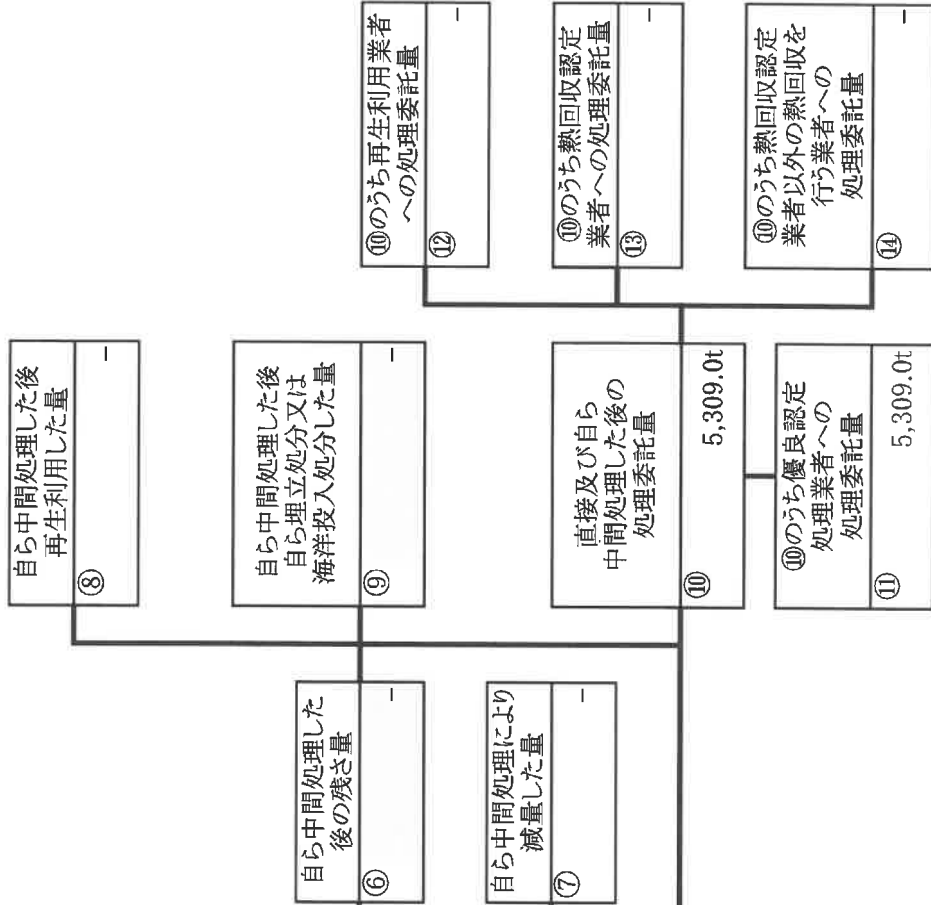 自ら中間処理した後
再生利用した量
⑧
－
自ら中間処理した後
自ら埋立処分又は
海洋投入処分した量
⑨
－
自ら中間処理した
後の残さ量
⑥
－
自ら中間処理により
減量した量
⑦
－
直接及び自ら
中間処理した後の
処理委託量
⑩
5,309.0t
⑩のうち優良認定
処理業者への
処理委託量
⑪
5,309.0t
⑩のうち再生利用業者
への処理委託量
⑫
－
⑩のうち熱回収認定
業者への処理委託量
⑬
－
⑩のうち熱回収認定
業者以外の熱回収を
行う業者への
処理委託量
⑭
－